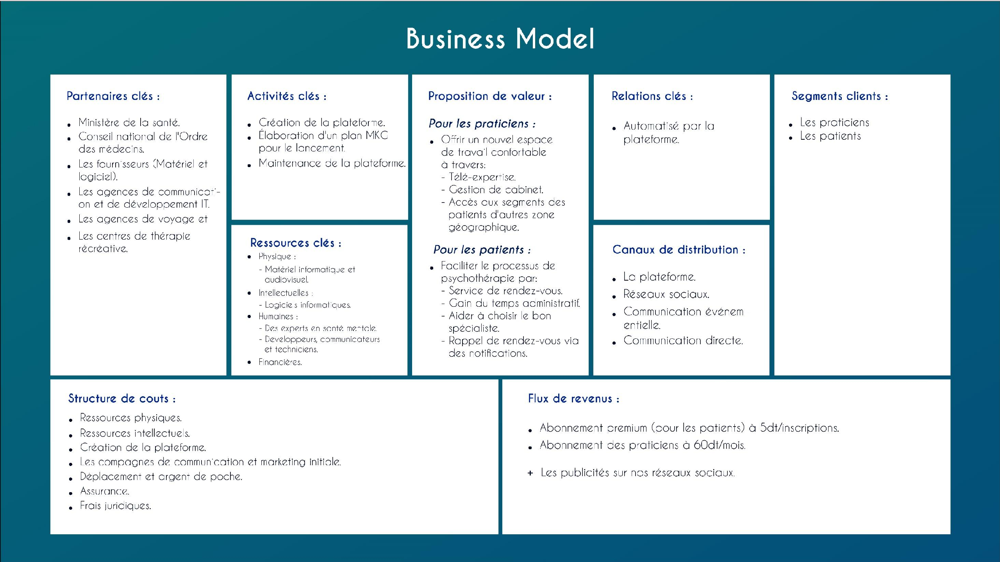 Business Model
Partenaires clés :
• Ministère de la santé.
• Conseil national de l'Ordre
des médecins.
• Les fournisseurs (Matériel et
logiciel).
• Les agences de communicati-
on et de développement IT.
• Les agences de voyage et
• Les centres de thérapie
récréative.
Activités clés :
• Création de la plateforme.
• Élaboration d'un plan MKG
pour le lancement.
• Maintenance de la plateforme.
Ressources clés :
• Physique :
- Matériel informatique et
audiovisuel.
• Intellectuelles :
- Logiciels informatiques.
• Humaines :
- Des experts en santé mentale.
- Developpeurs, communicateurs
et techniciens.
• Financières.
Proposition de valeur :
Pour les praticiens :
• Offrir un nouvel espace
de travail confortable
à travers:
- Télé-expertise.
- Gestion de cabinet.
- Accès aux segments des
patients d'autres zone
géographique.
Pour les patients :
• Faciliter le processus de
psychothérapie par:
- Service de rendez-vous.
- Gain du temps administratif.
- Aider à choisir le bon
spécialiste.
- Rappel de rendez-vous via
des notifications.
Relations clés :
• Automatisé par la
plateforme.
Canaux de distribution :
• La plateforme.
• Réseaux sociaux.
• Communication événem
entielle.
• Communication directe.
Segments clients :
• Les praticiens
• Les patients
Structure de couts :
• Ressources physiques.
• Ressources intellectuels.
• Création de la plateforme.
• Les compagnes de communication et marketing initiale.
• Déplacement et argent de poche.
• Assurance.
• Frais juridiques.
Flux de revenus :
• Abonnement premium (pour les patients) à 5dt/inscriptions.
• Abonnement des praticiens à 60dt/mois.
+ Les publicités sur nos réseaux sociaux.